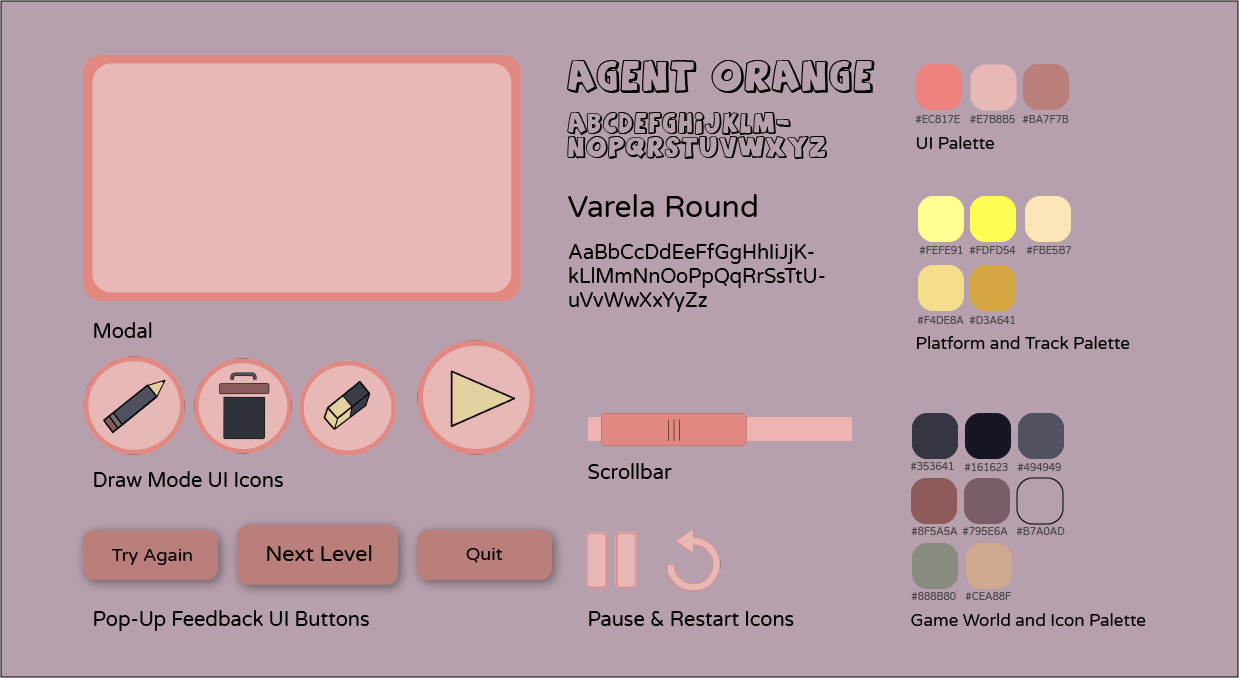 Modal
Draw Mode UI Icons
Try Again
Next Level
Quit
Pop-Up Feedback UI Buttons
AGENT ORANGE
ABCDEFGHiJKLM-
NOPQRSTUVWXYZ
Varela Round
AaBbCcDdEeFfGgHhIiJjK-
kLlMmNnOoPpQqRrSsTtU-
uVvWwXxYyZz
Scrollbar
Pause & Restart Icons
#EC817E #E7B8B5 #BA7F7B
UI Palette
#FEFE91 #FDFD54 #FBE5B7
#F4DE8A #D3A641
Platform and Track Palette
#353641 #161623 #494949
#8F5A5A #795E6A #B7A0AD
#888B80 #CEA88F
Game World and Icon Palette